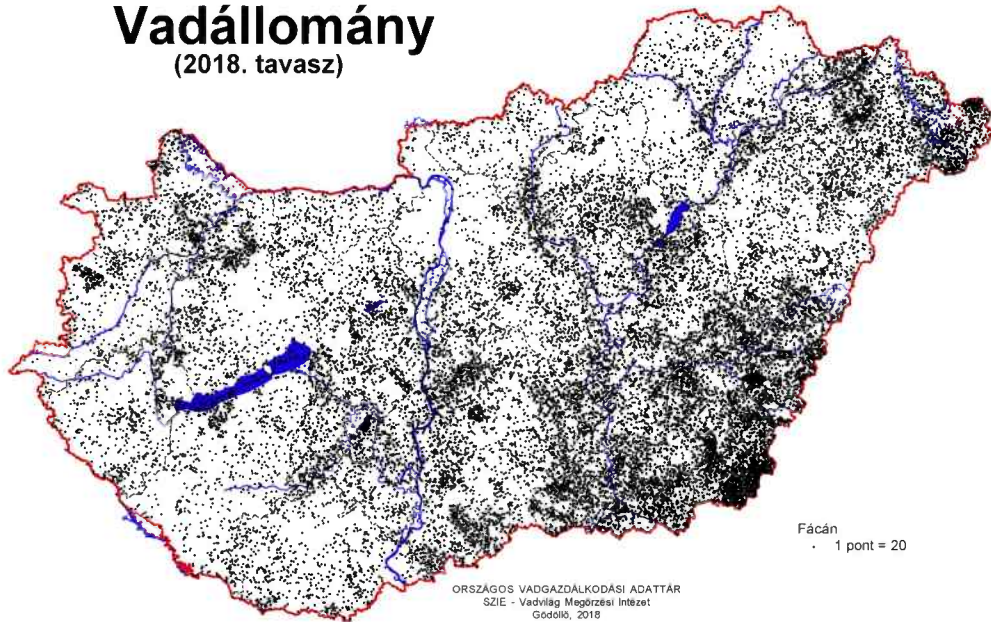 Vadállomány
(2018. tavasz)
Fácán
1 pont = 20
ORSZÁGOS VADGAZDÁLKODÁSI ADATTÁR
SZIE - Vadvilág Megőrzési Intézet
Gödöllő, 2018